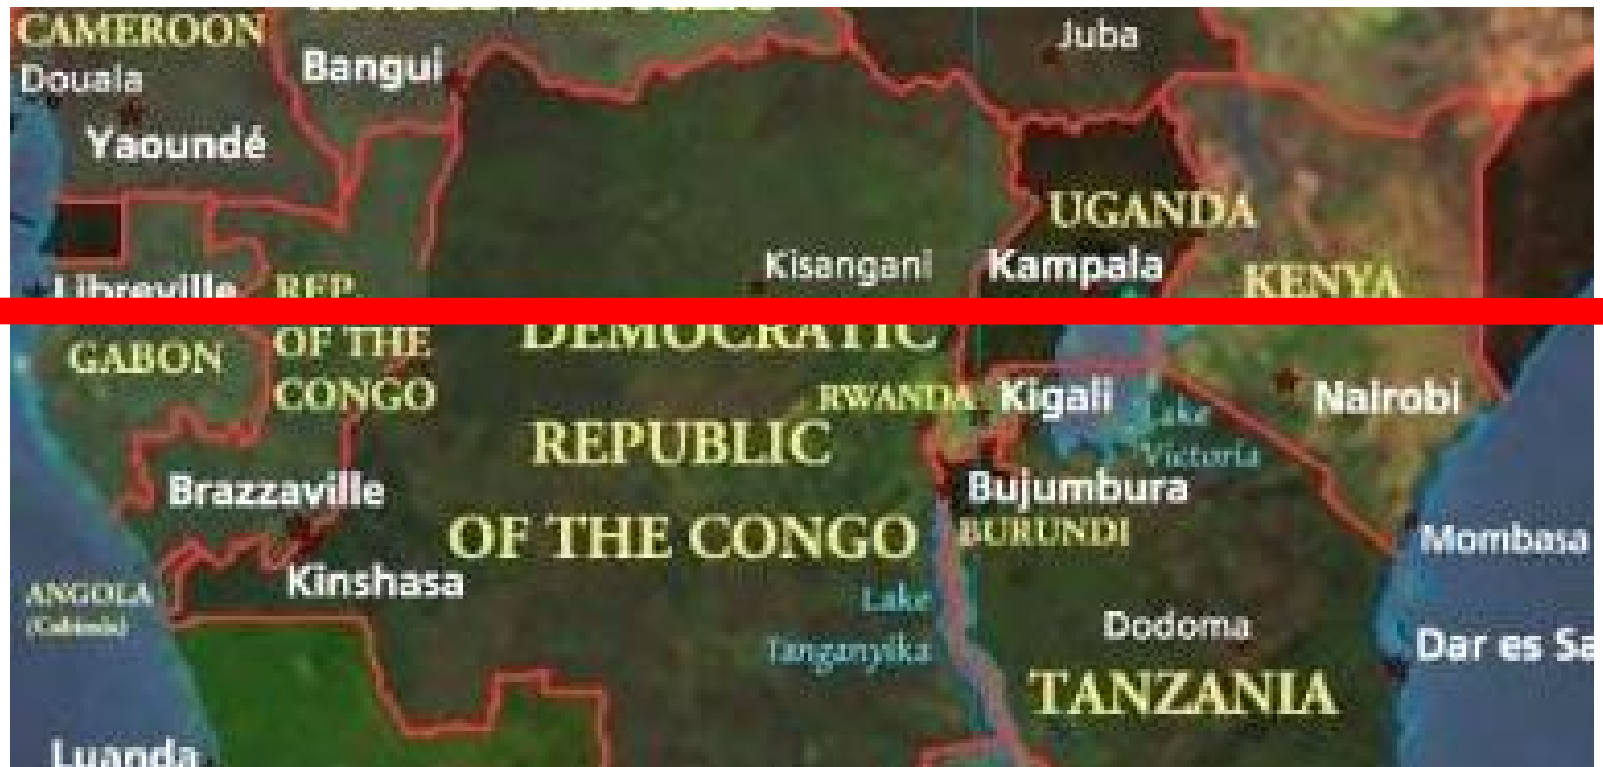 CAMEROON
Juba
Bangui
Douala
Yaoundé
UGANDA
Kisangani
Kampala
KENYA
Libreville
REP.
DEMOCRATIC
OF THE
GABON
CONGO
RWANDA
Kigali
Nairobi
Lake
Victoria
REPUBLIC
Brazzaville
Bujumbura
OF THE CONGO
BURUNDI
Mombasa
Kinshasa
ANGOLA
(Cabinda)
Lake
Tanganyika
Dodoma
Dar es Sa
TANZANIA
Luanda